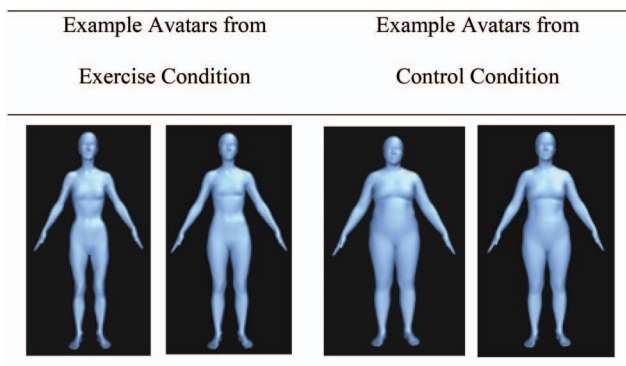 Example Avatars from
Exercise Condition
Example Avatars from
Control Condition